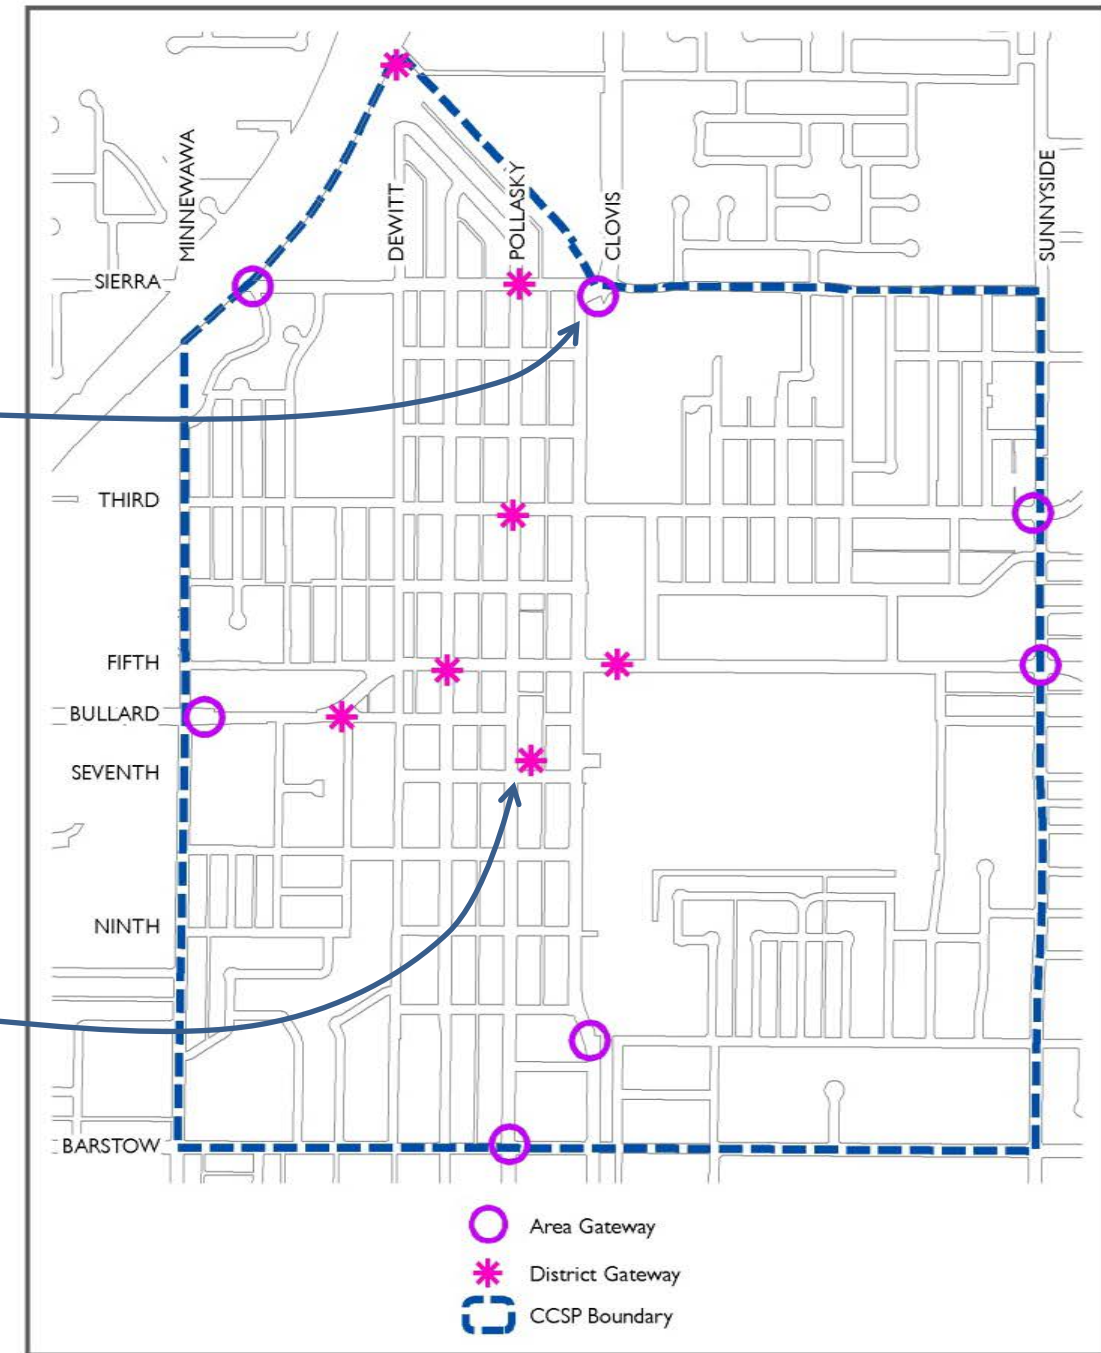 MINNEWAWA
DEWITT
POLLASKY
CLOVIS
SUNNYSIDE
SIERRA
THIRD
FIFTH
BULLARD
SEVENTH
NINTH
BARSTOW
Area Gateway
District Gateway
CCSP Boundary